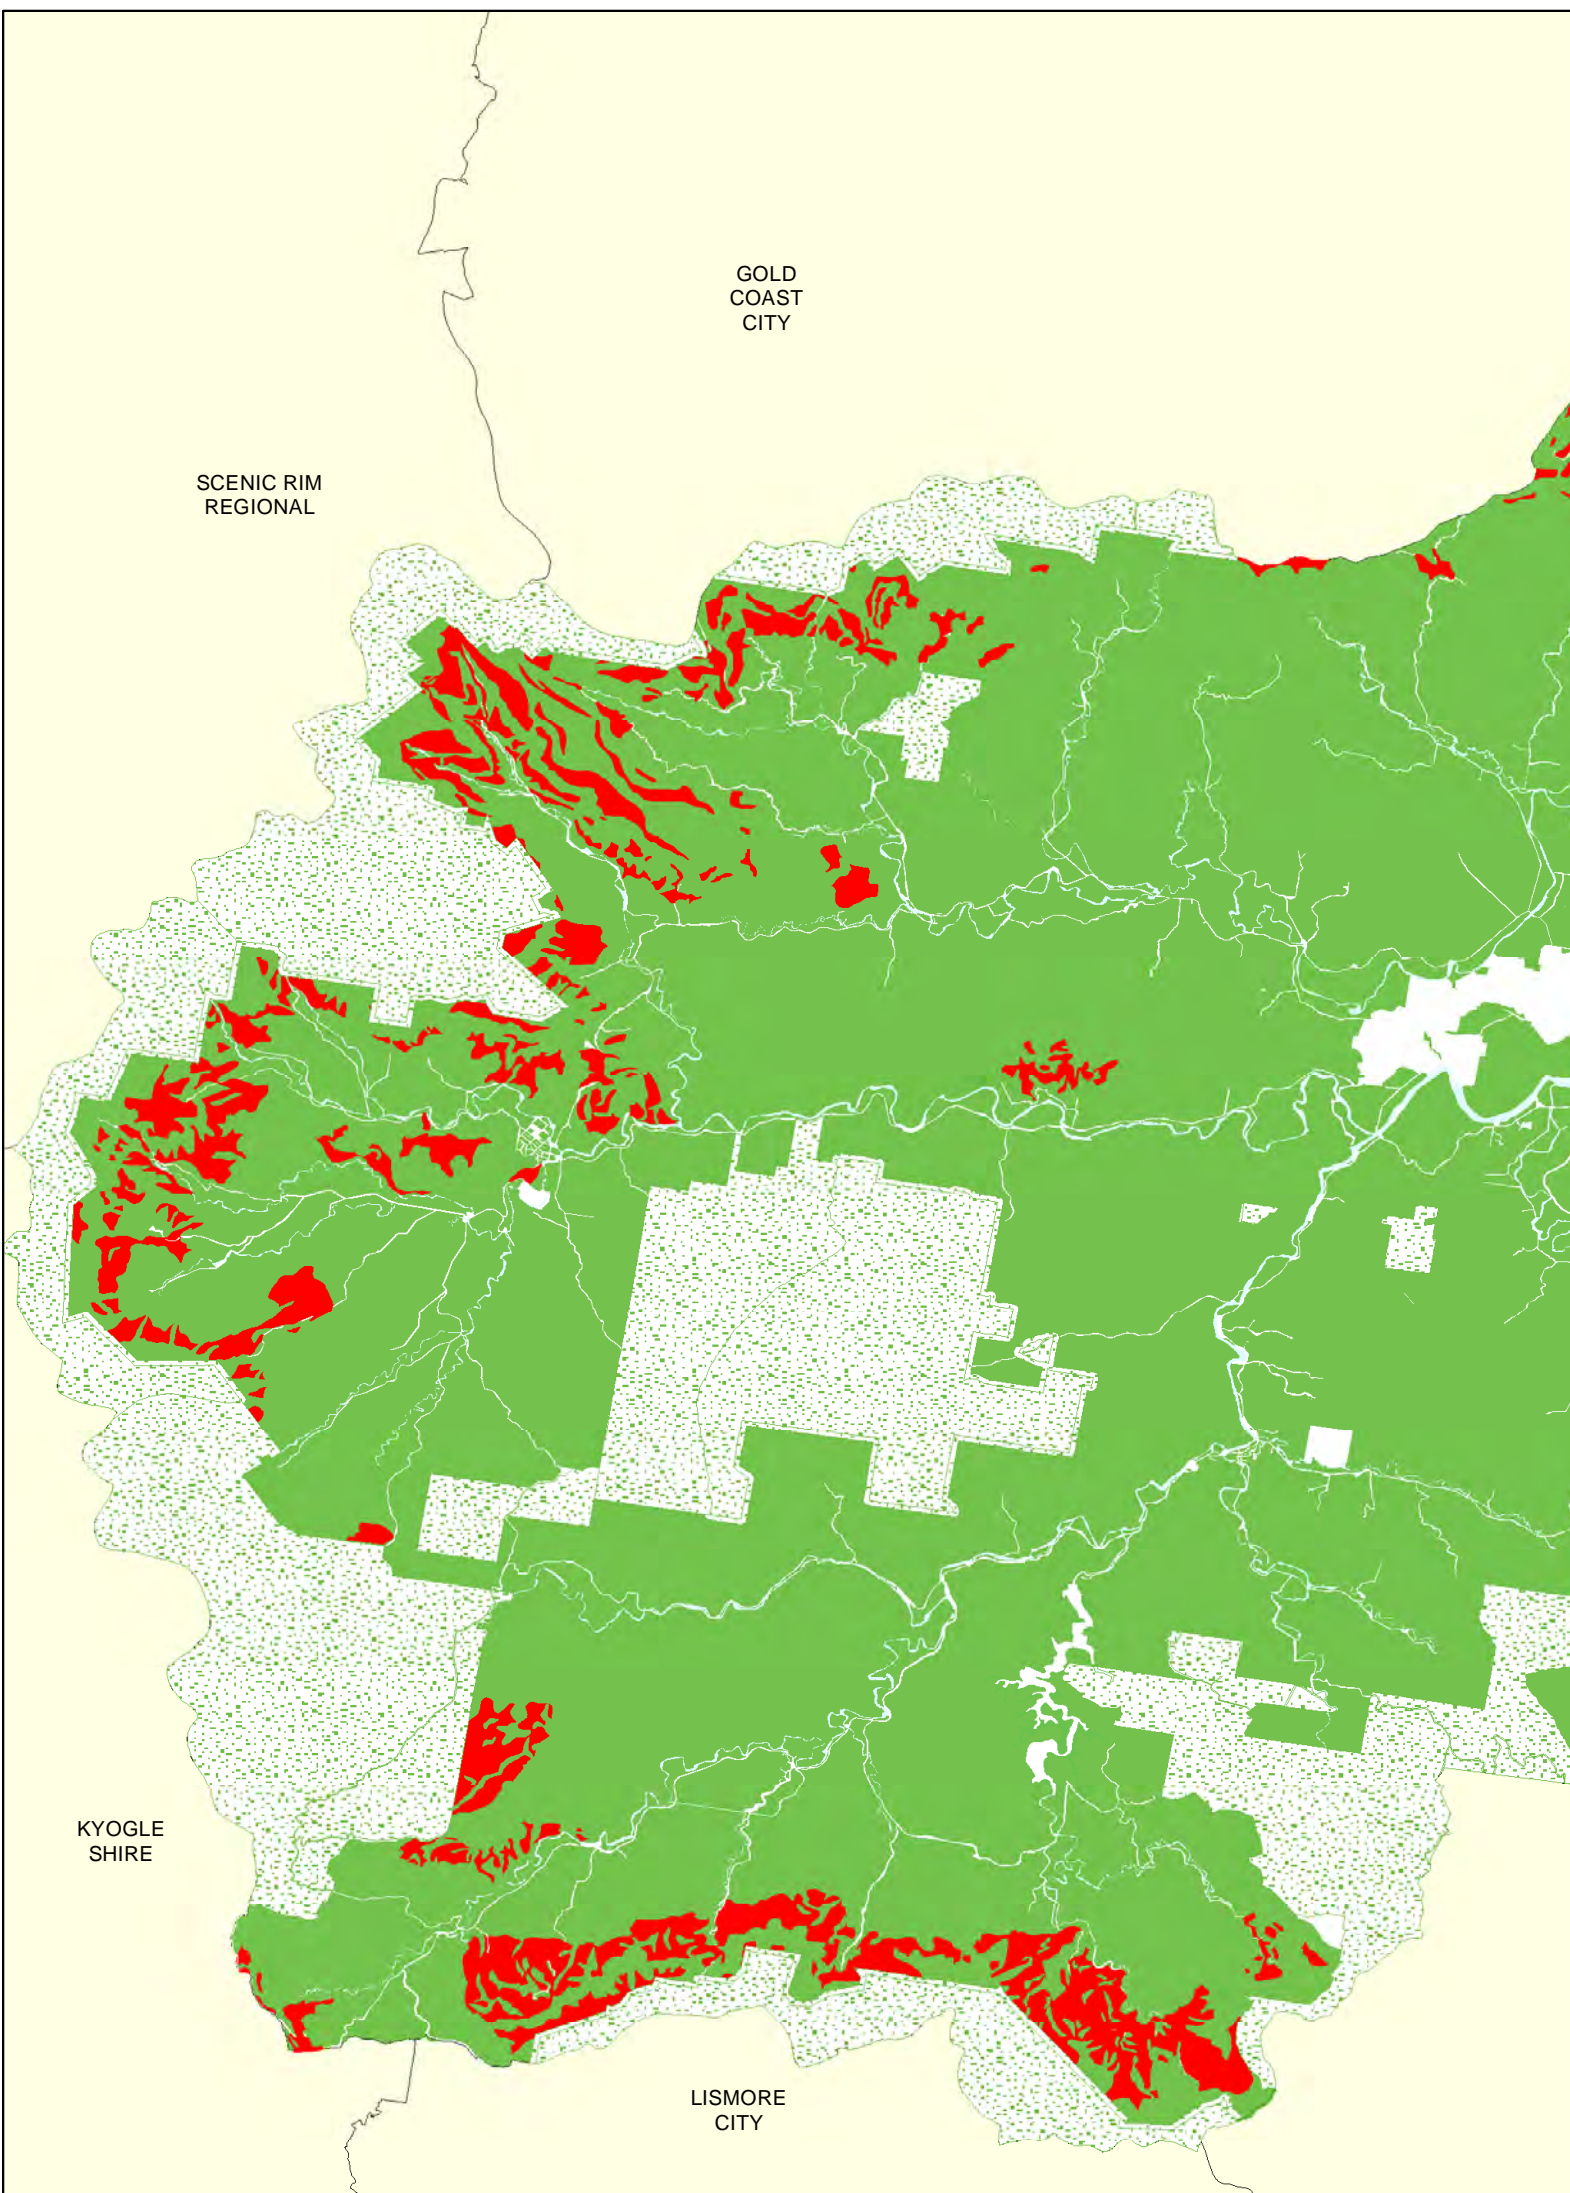 GOLD
COAST
CITY
SCENIC RIM
REGIONAL
KYOGLE
SHIRE
LISMORE
CITY